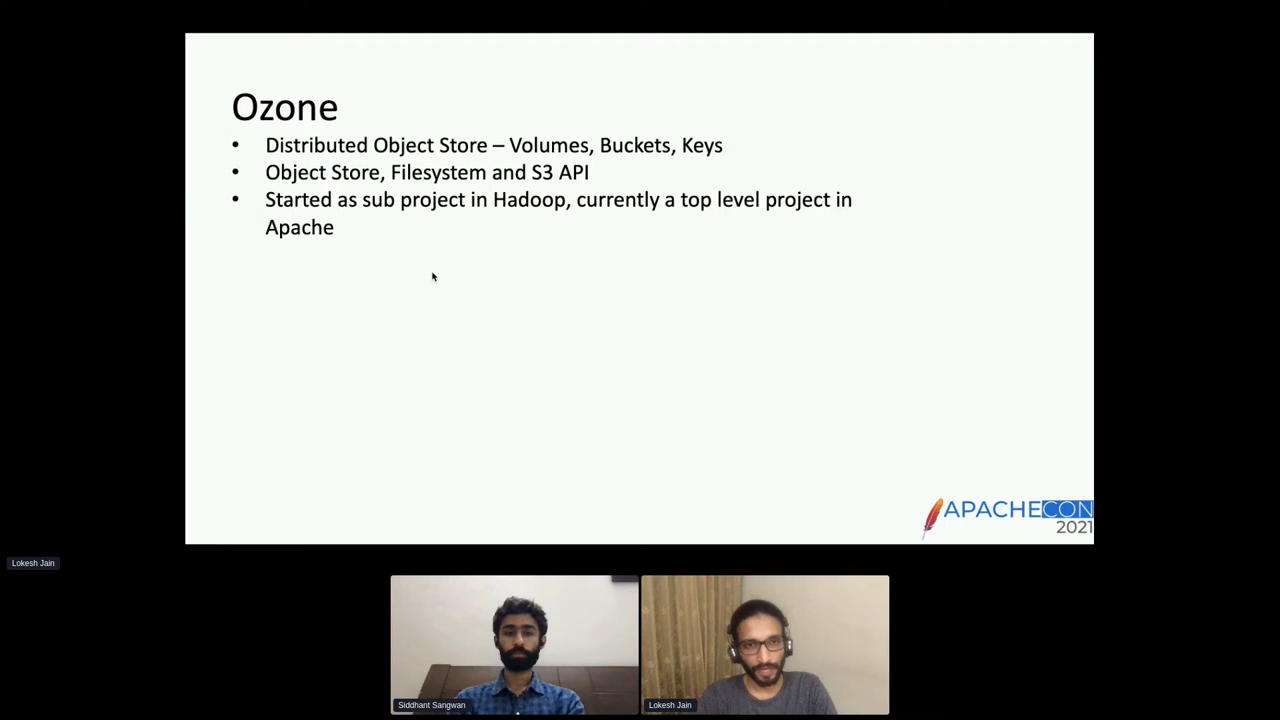 Ozone
• Distributed Object Store – Volumes, Buckets, Keys
• Object Store, Filesystem and S3 API
• Started as sub project in Hadoop, currently a top level project in
Apache
APACHECON
2021
Lokesh Jain
Siddhant Sangwan
Lokesh Jain